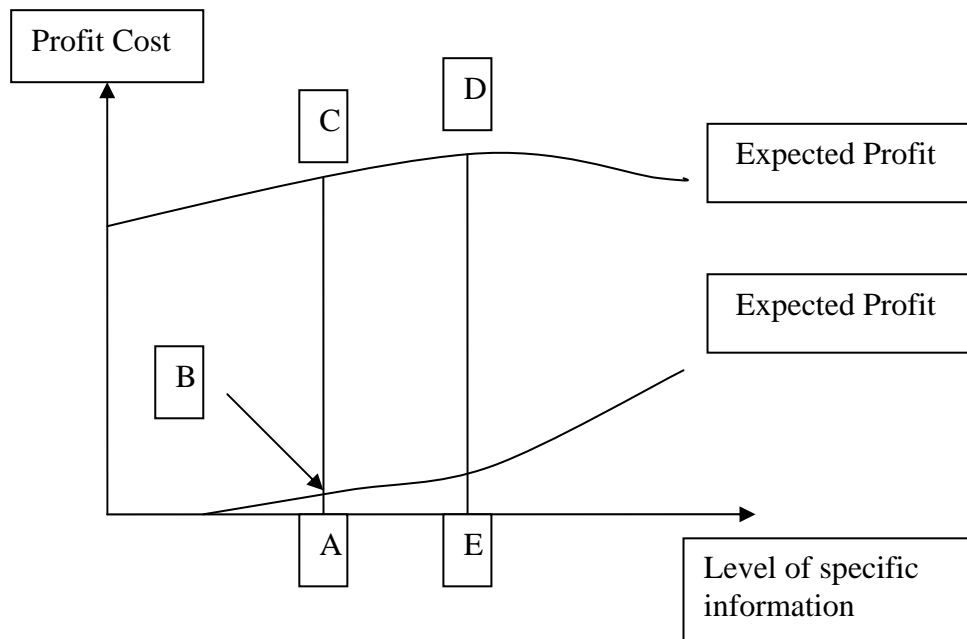 Profit Cost
C
D
Expected Profit
Expected Profit
B
A
E
Level of specific
information